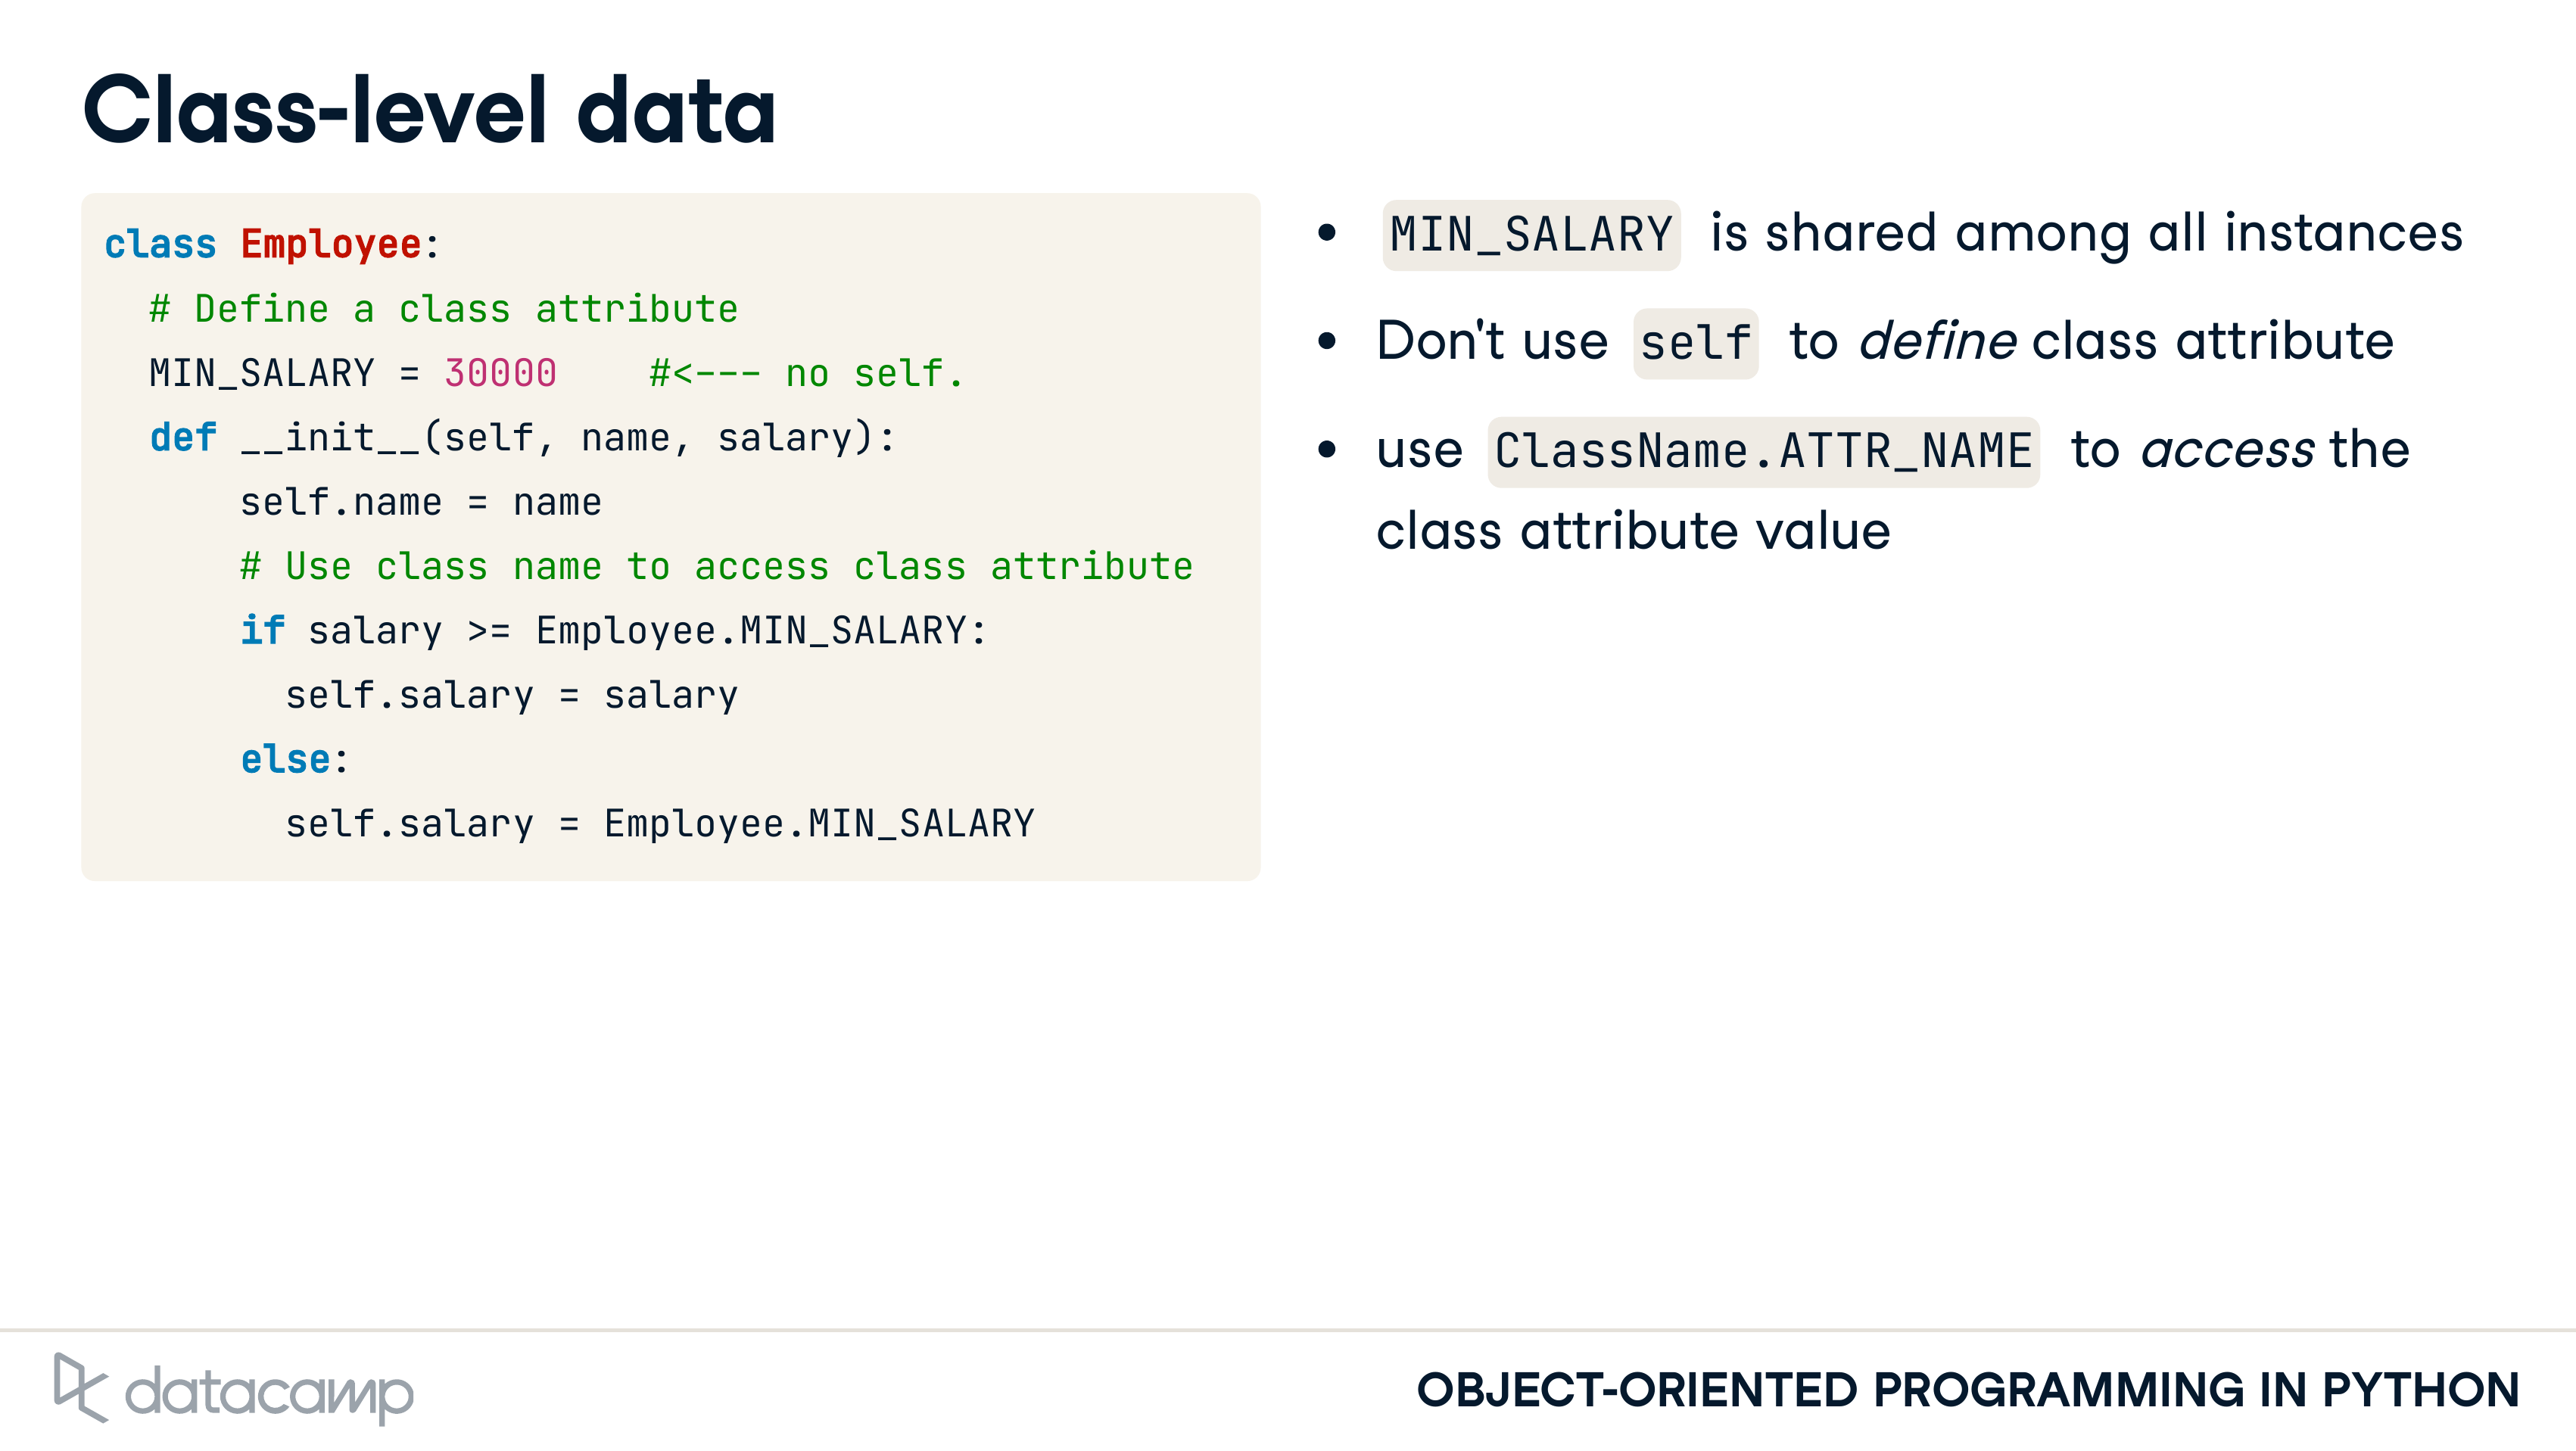 Class-level data
class Employee:
# Define a class attribute
MIN_SALARY = 30000    #<--- no self.
def __init__(self, name, salary):
self.name = name
# Use class name to access class attribute
if salary >= Employee.MIN_SALARY:
self.salary = salary
else:
self.salary = Employee.MIN_SALARY
• MIN_SALARY is shared among all instances
• Don't use self to define class attribute
• use ClassName.ATTR_NAME to access the
class attribute value
datacamp
OBJECT-ORIENTED PROGRAMMING IN PYTHON